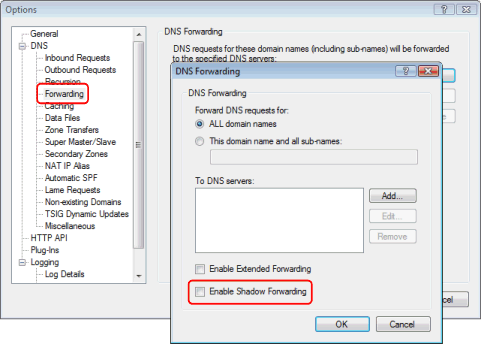 Options
General
DNS
Inbound Requests
Outbound Requests
Recursion
Forwarding
Caching
Data Files
Zone Transfers
Super Master/Slave
Secondary Zones
NAT IP Alias
Automatic SPF
Lame Requests
Non-existing Domains
TSIG Dynamic Updates
Miscellaneous
HTTP API
Plug-Ins
Logging
Log Details
DNS Forwarding
DNS requests for these domain names (including sub-names) will be forwarded
to the specified DNS servers:
DNS Forwarding
DNS Forwarding
Forward DNS requests for:
ALL domain names
This domain name and all sub-names:
To DNS servers:
Add...
Edit...
Remove
Enable Extended Forwarding
Enable Shadow Forwarding
OK
Cancel